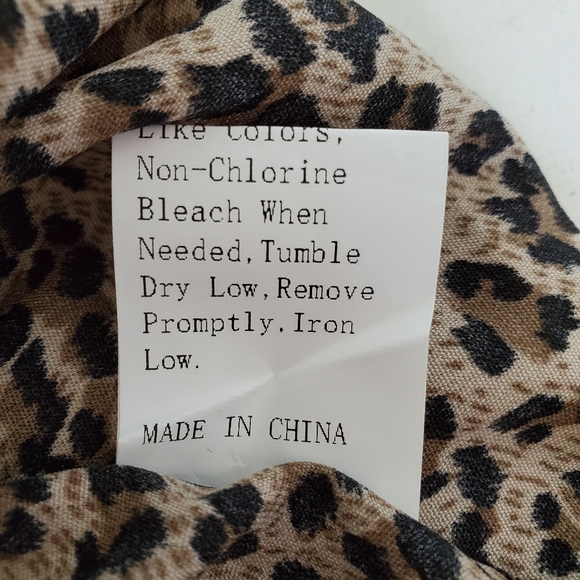 Like Colors,
Non-Chlorine
Bleach When
Needed,Tumble
Dry Low,Remove
Promptly.Iron
Low.
MADE IN CHINA